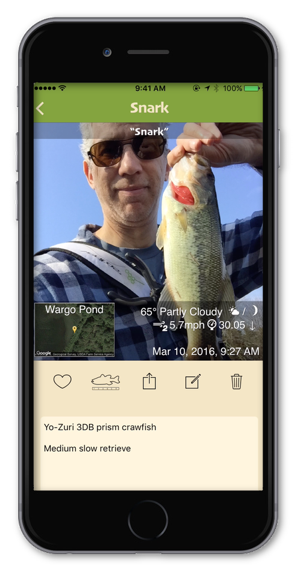 9:41 AM 100%
Snark
"Snark"
Wargo Pond
65° Partly Cloudy /
5.7mph 30.05 ↓
Mar 10, 2016, 9:27 AM
Google
Yo-Zuri 3DB prism crawfish
Medium slow retrieve